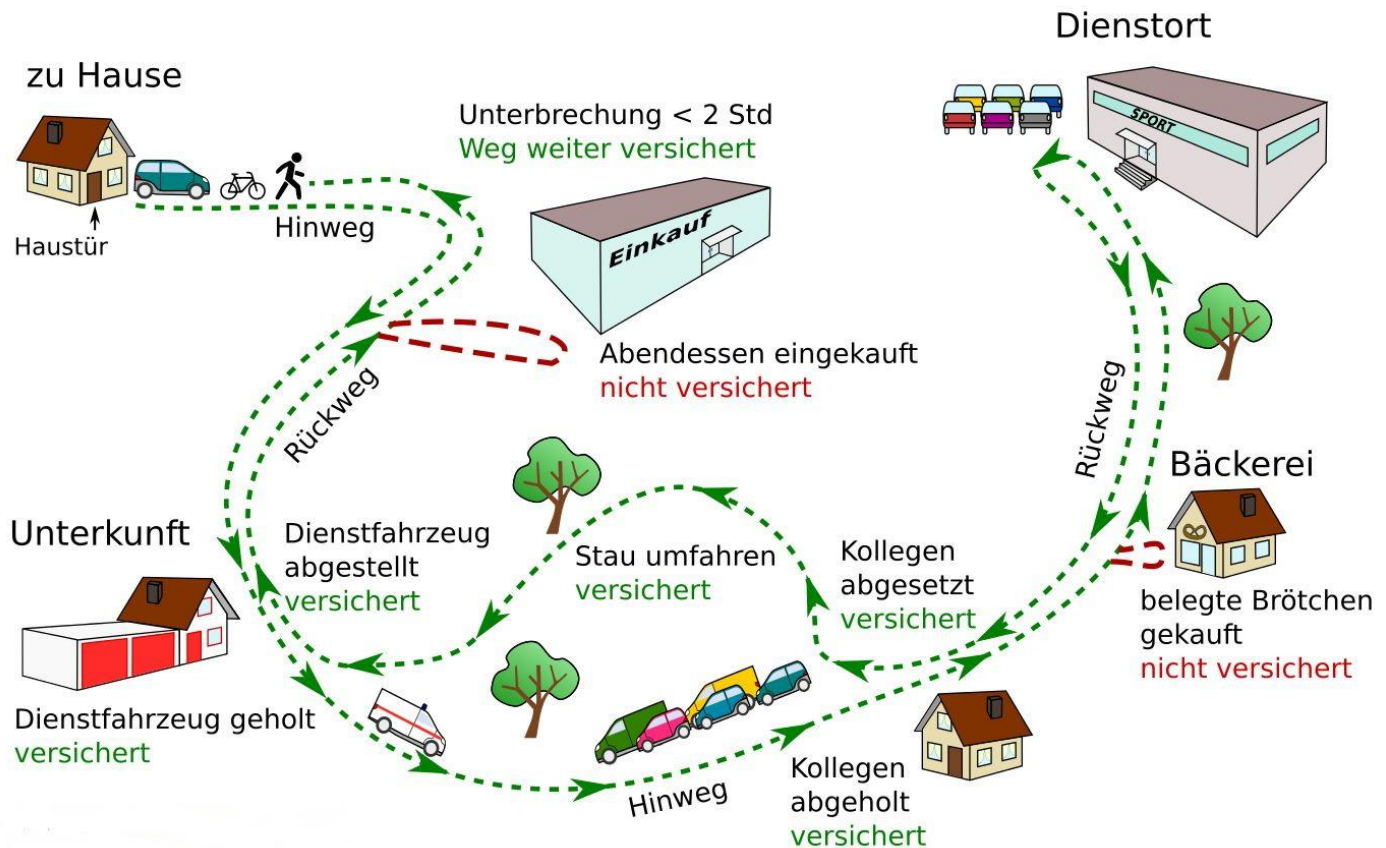 Dienstort
zu Hause
Unterbrechung < 2 Std
Weg weiter versichert
SPORT
Haustür
Hinweg
Einkauf
Abendessen eingekauft
nicht versichert
Rückweg
Rückweg
Bäckerei
belegte Brötchen
gekauft
nicht versichert
Unterkunft
Dienstfahrzeug
abgestellt
versichert
Stau umfahren
versichert
Kollegen
abgesetzt
versichert
Dienstfahrzeug geholt
versichert
Hinweg
Kollegen
abgeholt
versichert